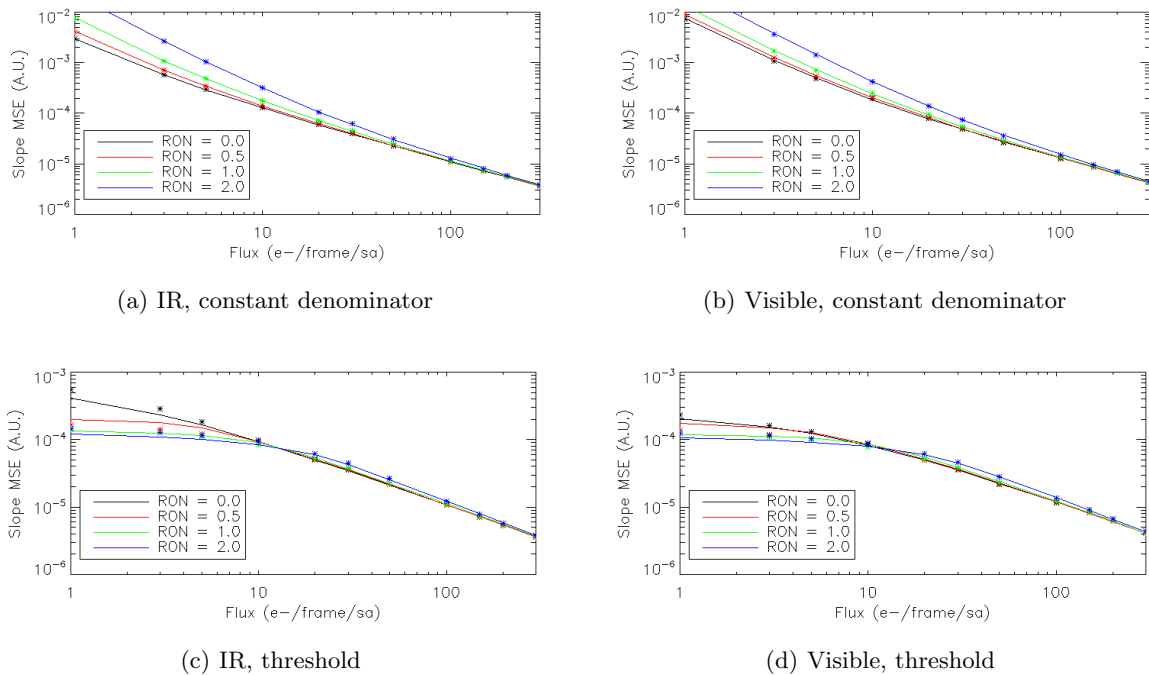 Slope MSE (A.U.)
10^-2
10^-3
10^-4
10^-5
10^-6
RON = 0.0
RON = 0.5
RON = 1.0
RON = 2.0
1
10
100
Flux (e-/frame/sa)
(a) IR, constant denominator
Slope MSE (A.U.)
10^-2
10^-3
10^-4
10^-5
10^-6
RON = 0.0
RON = 0.5
RON = 1.0
RON = 2.0
1
10
100
Flux (e-/frame/sa)
(b) Visible, constant denominator
Slope MSE (A.U.)
10^-3
10^-4
10^-5
10^-6
RON = 0.0
RON = 0.5
RON = 1.0
RON = 2.0
1
10
100
Flux (e-/frame/sa)
(c) IR, threshold
Slope MSE (A.U.)
10^-3
10^-4
10^-5
10^-6
RON = 0.0
RON = 0.5
RON = 1.0
RON = 2.0
1
10
100
Flux (e-/frame/sa)
(d) Visible, threshold